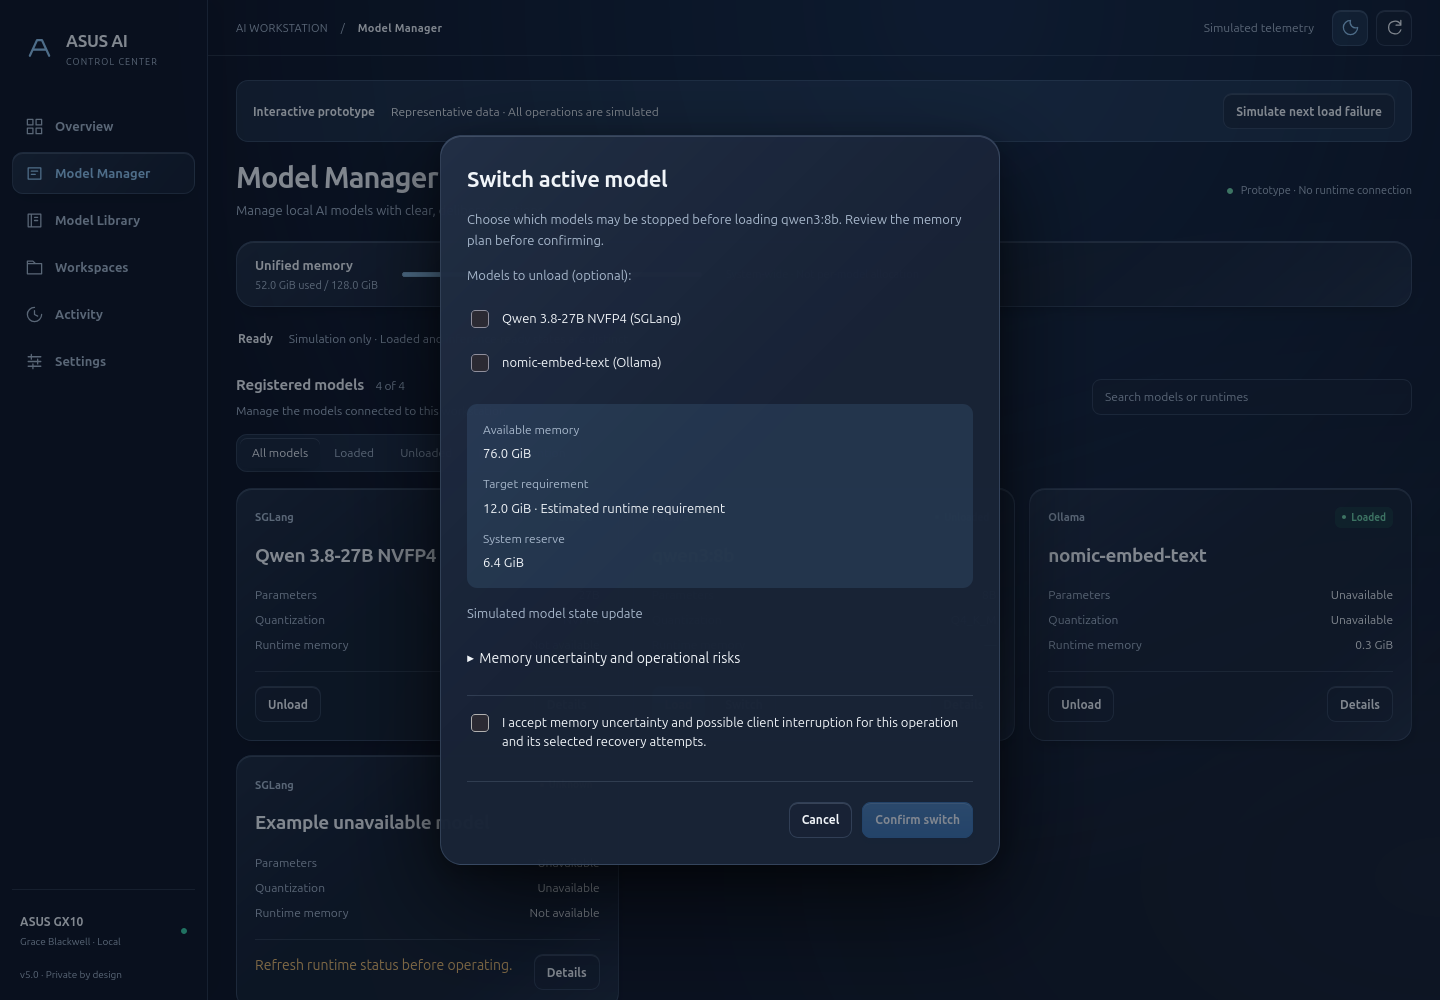 ASUS AI
CONTROL CENTER
Overview
Model Manager
Model Library
Workspaces
Activity
Settings
ASUS GX10
Grace Blackwell · Local
v5.0 · Private by design
AI WORKSTATION / Model Manager
Simulated telemetry
Interactive prototype Representative data · All operations are simulated
Simulate next load failure
Model Manager
Manage local AI models with clear,
Prototype · No runtime connection
Unified memory
52.0 GiB used / 128.0 GiB
Ready Simulation only · Loaded and
Registered models 4 of 4
Manage the models connected to this
Search models or runtimes
All models Loaded
SGLang
Qwen 3.8-27B NVFP4
Parameters
Quantization
Runtime memory
Unload
Ollama
Loaded
nomic-embed-text
Parameters Unavailable
Quantization Unavailable
Runtime memory 0.3 GiB
Unload Details
SGLang
Example unavailable
Parameters
Quantization Unavailable
Runtime memory Not available
Refresh runtime status before operating.
Details
Switch active model
Choose which models may be stopped before loading qwen3:8b. Review the memory
plan before confirming.
Models to unload (optional):
Qwen 3.8-27B NVFP4 (SGLang)
nomic-embed-text (Ollama)
Available memory
76.0 GiB
Target requirement
12.0 GiB · Estimated runtime requirement
System reserve
6.4 GiB
Simulated model state update
▸ Memory uncertainty and operational risks
I accept memory uncertainty and possible client interruption for this operation
and its selected recovery attempts.
Cancel Confirm switch